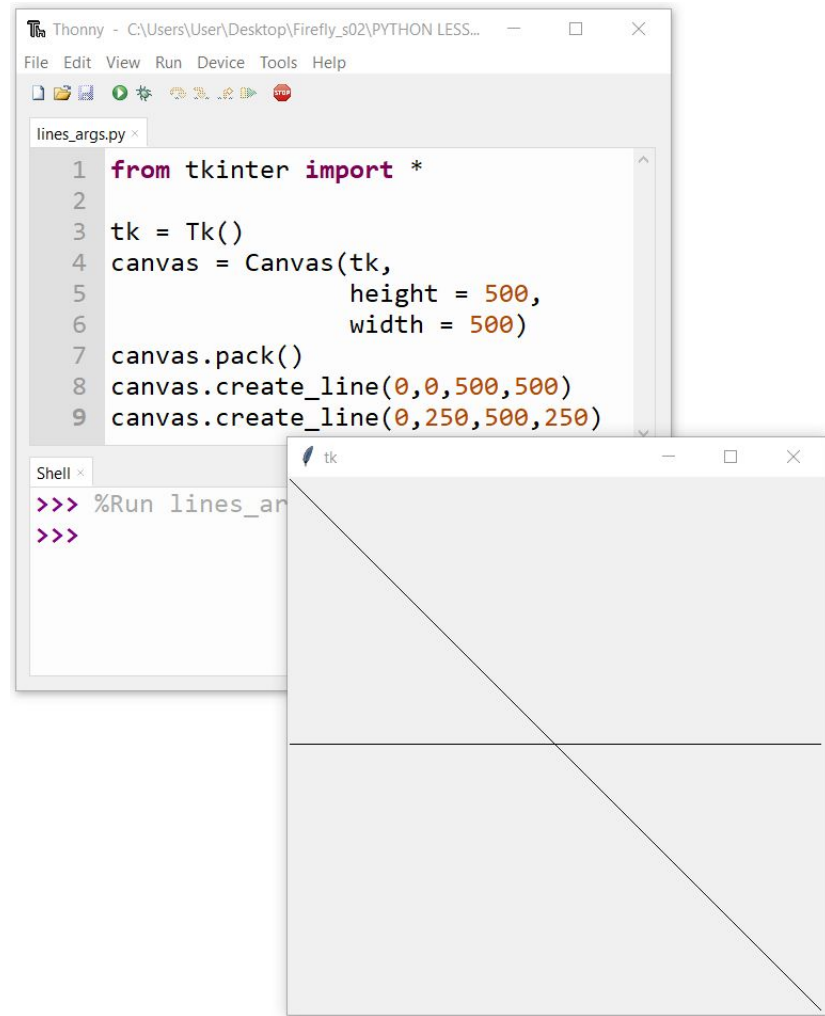 Th Thonny - C:\Users\User\Desktop\Firefly_s02\PYTHON LESS...
File Edit View Run Device Tools Help
STOP
lines_args.py ×
1 from tkinter import *
2
3 tk = Tk()
4 canvas = Canvas(tk,
5 height = 500,
6 width = 500)
7 canvas.pack()
8 canvas.create_line(0,0,500,500)
9 canvas.create_line(0,250,500,250)
Shell ×
>>> %Run lines_ar
>>>
tk